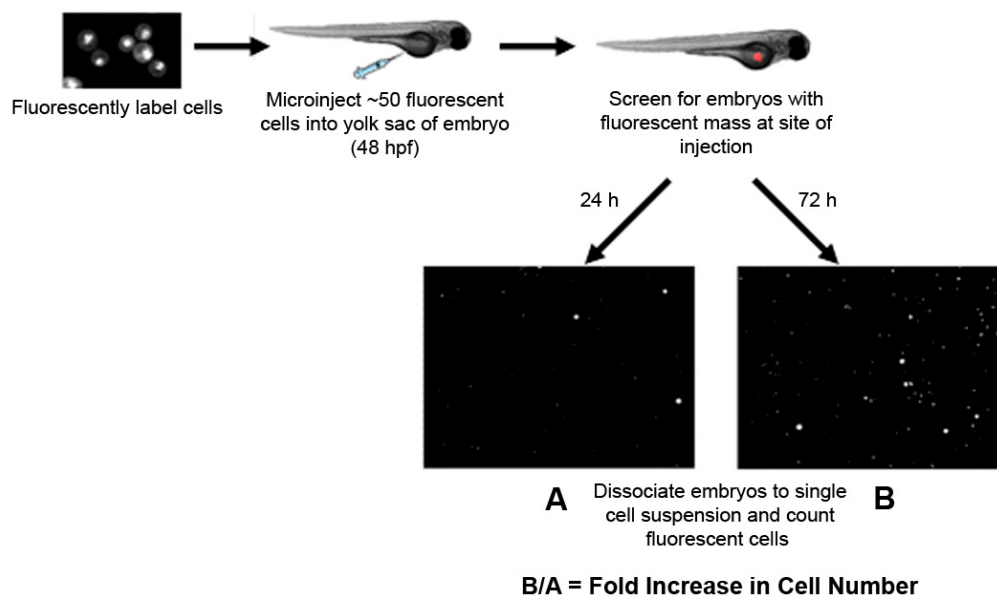 Fluorescently label cells
Microinject ~50 fluorescent
cells into yolk sac of embryo
(48 hpf)
Screen for embryos with
fluorescent mass at site of
injection
24 h
72 h
A
Dissociate embryos to single
cell suspension and count
fluorescent cells
B
B/A = Fold Increase in Cell Number